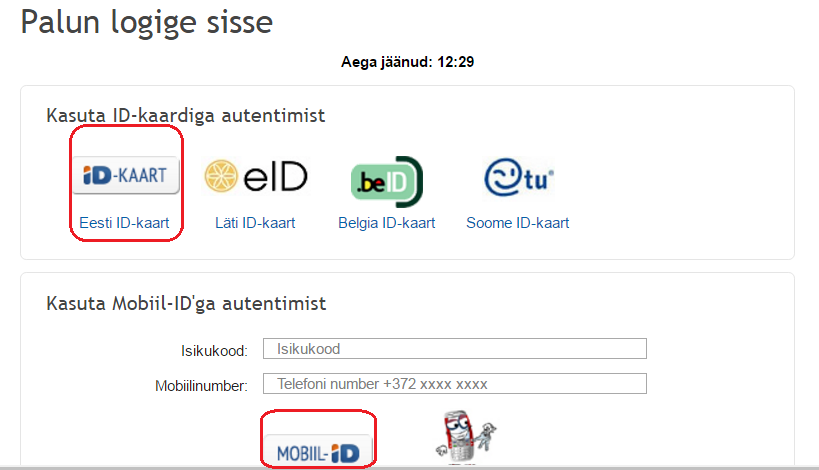 Palun logige sisse
Aega jäänud: 12:29
Kasuta ID-kaardiga autentimist
iD-KAART
eID
.beID
tu
Eesti ID-kaart
Läti ID-kaart
Belgia ID-kaart
Soome ID-kaart
Kasuta Mobiil-ID'ga autentimist
Isikukood:
Isikukood
Mobiilinumber:
Telefoni number +372 xxxx xxxx
MOBIIL-iD